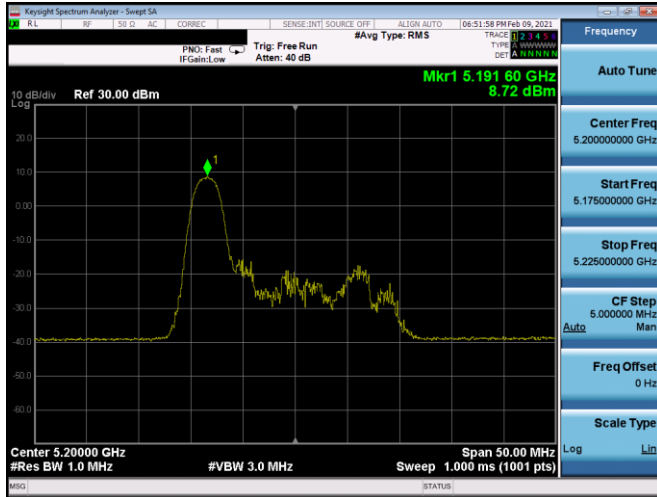 Keysight Spectrum Analyzer - Swept SA
RL RF 50 Ω AC CORREC SENSE:INT SOURCE OFF ALIGN AUTO 06:51:58 PM Feb 09, 2021
#Avg Type: RMS
TRACE 1 2 3 4 5 6
TYPE A WWWWW
DET A N N N N N
PNO: Fast
IFGain:Low
Trig: Free Run
Atten: 40 dB
Mkr1 5.191 60 GHz
8.72 dBm
10 dB/div
Log
Ref 30.00 dBm
20.0
10.0
0.00
-10.0
-20.0
-30.0
-40.0
-50.0
-60.0
1
Center 5.20000 GHz
#Res BW 1.0 MHz
#VBW 3.0 MHz
Span 50.00 MHz
Sweep 1.000 ms (1001 pts)
MSG
STATUS
Frequency
Auto Tune
Center Freq
5.200000000 GHz
Start Freq
5.175000000 GHz
Stop Freq
5.225000000 GHz
CF Step
5.000000 MHz
Auto Man
Freq Offset
0 Hz
Scale Type
Log Lin